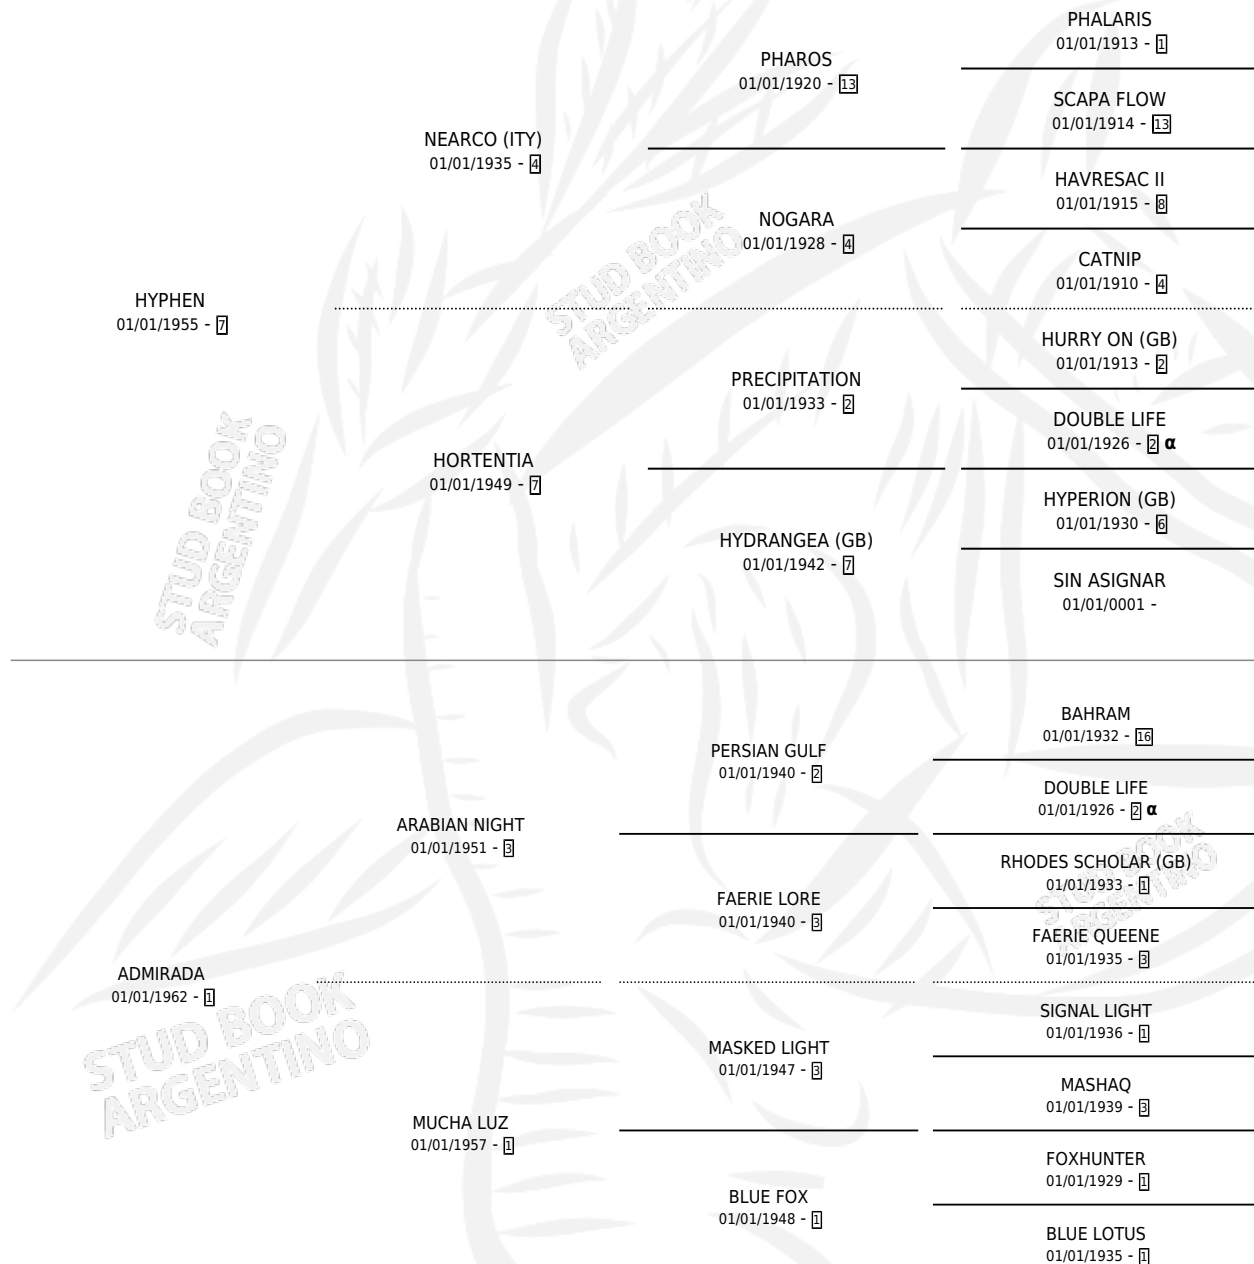 PHALARIS
01/01/1913 - 1
PHAROS
01/01/1920 - 13
SCAPA FLOW
01/01/1914 - 13
NEARCO (ITY)
01/01/1935 - 4
HAVRESAC II
01/01/1915 - 8
NOGARA
01/01/1928 - 4
CATNIP
01/01/1910 - 4
HYPHEN
01/01/1955 - 7
HURRY ON (GB)
01/01/1913 - 2
PRECIPITATION
01/01/1933 - 2
DOUBLE LIFE
01/01/1926 - 2 α
HORTENTIA
01/01/1949 - 7
HYPERION (GB)
01/01/1930 - 6
HYDRANGEA (GB)
01/01/1942 - 7
SIN ASIGNAR
01/01/0001 -
BAHRAM
01/01/1932 - 16
PERSIAN GULF
01/01/1940 - 2
DOUBLE LIFE
01/01/1926 - 2 α
ARABIAN NIGHT
01/01/1951 - 3
RHODES SCHOLAR (GB)
01/01/1933 - 1
FAERIE LORE
01/01/1940 - 3
FAERIE QUEENE
01/01/1935 - 3
ADMIRADA
01/01/1962 - 1
SIGNAL LIGHT
01/01/1936 - 1
MASKED LIGHT
01/01/1947 - 3
MASHAQ
01/01/1939 - 3
MUCHA LUZ
01/01/1957 - 1
FOXHUNTER
01/01/1929 - 1
BLUE FOX
01/01/1948 - 1
BLUE LOTUS
01/01/1935 - 1
STUD BOOK
ARGENTINO
STUD BOOK
ARGENTINO
STUD BOOK
ARGENTINO
STUD BOOK
ARGENTINO